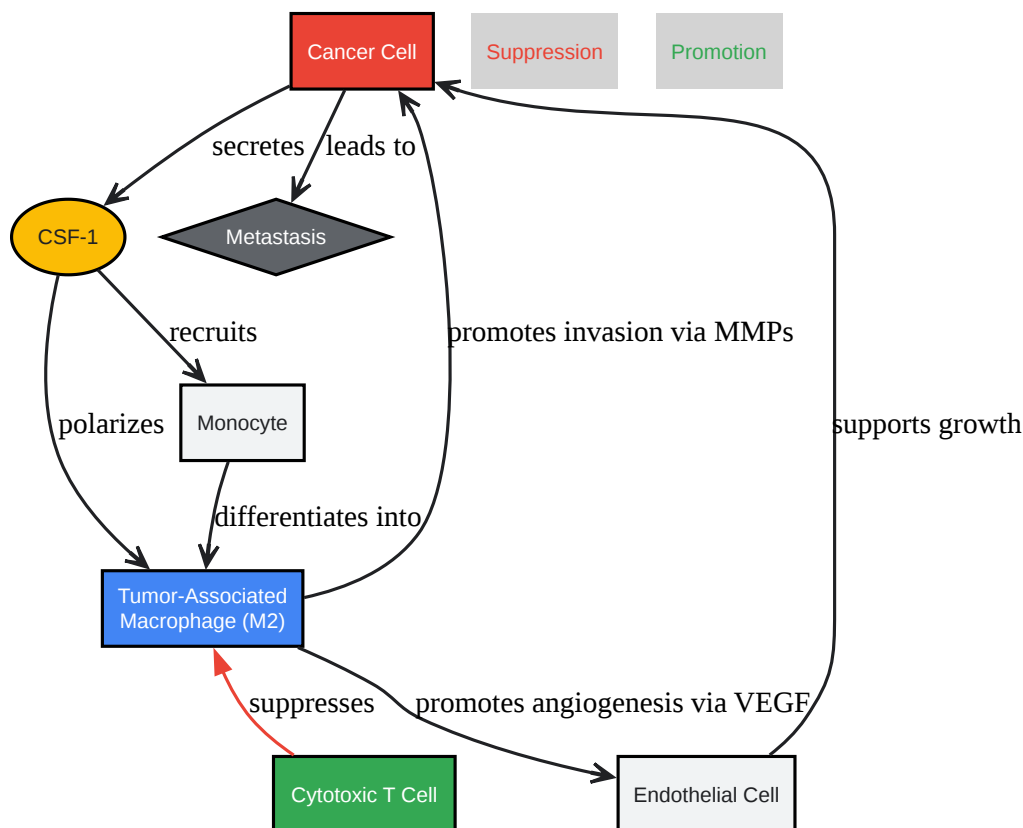 Cancer Cell
Suppression
Promotion
secretes
leads to
CSF-1
Metastasis
recruits
promotes invasion via MMPs
polarizes
Monocyte
supports growth
differentiates into
Tumor-Associated
Macrophage (M2)
suppresses
promotes angiogenesis via VEGF
Cytotoxic T Cell
Endothelial Cell